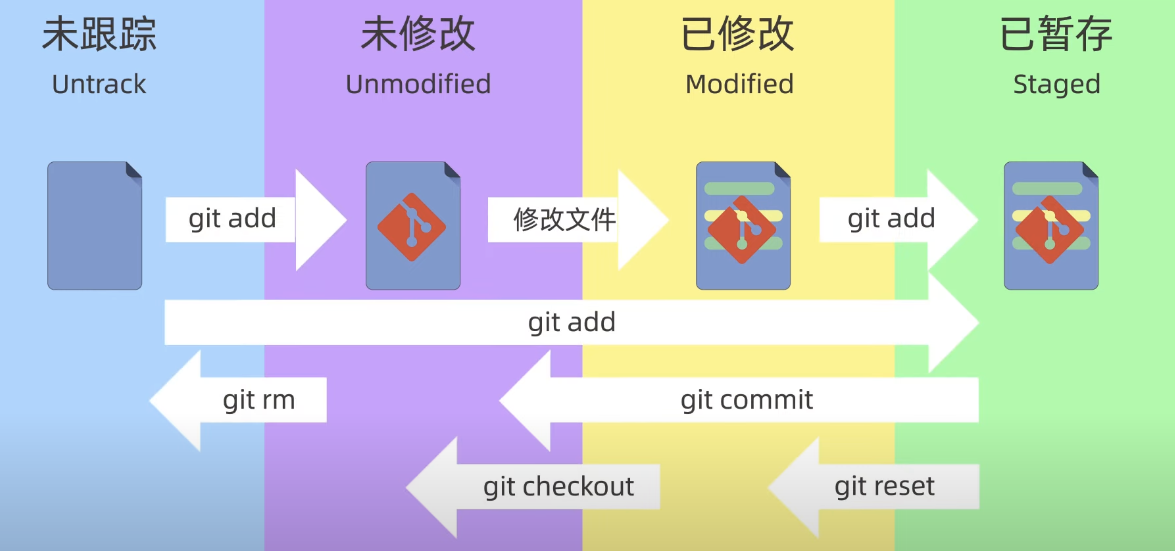 未跟踪
Untrack
未修改
Unmodified
已修改
Modified
已暂存
Staged
git add
修改文件
git add
git add
git rm
git commit
git checkout
git reset